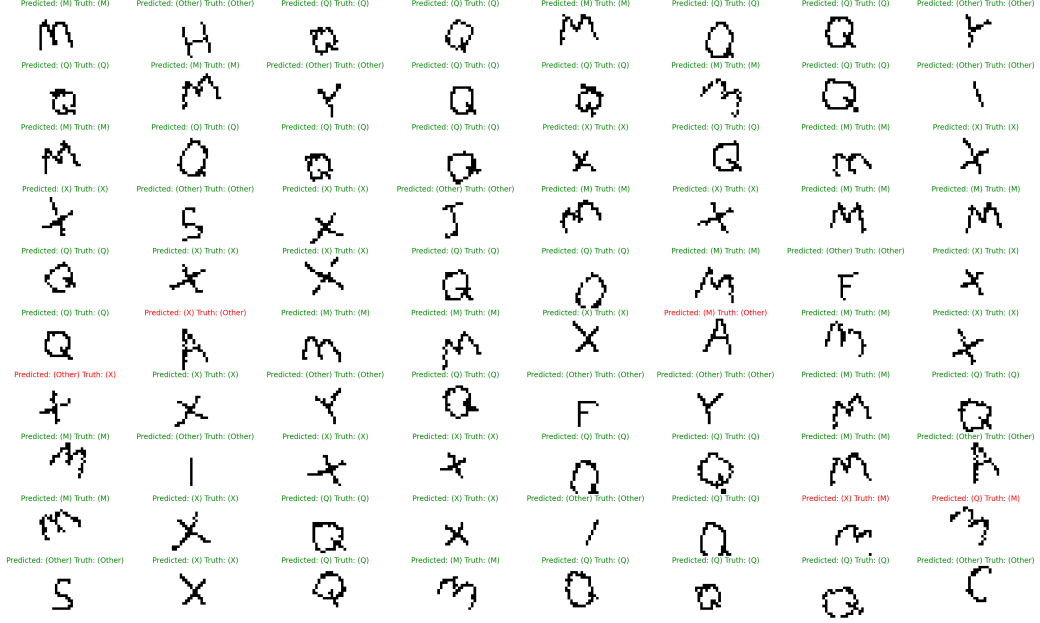 Predicted: (M) Truth: (M) Predicted: (Other) Truth: (Other) Predicted: (Q) Truth: (Q) Predicted: (Q) Truth: (Q) Predicted: (M) Truth: (M) Predicted: (Q) Truth: (Q) Predicted: (Q) Truth: (Q) Predicted: (Other) Truth: (Other)
M H Q Q M Q Q Y
Predicted: (Q) Truth: (Q) Predicted: (M) Truth: (M) Predicted: (Other) Truth: (Other) Predicted: (Q) Truth: (Q) Predicted: (Q) Truth: (Q) Predicted: (M) Truth: (M) Predicted: (Q) Truth: (Q) Predicted: (Other) Truth: (Other)
Q M Y Q Q M Q I
Predicted: (M) Truth: (M) Predicted: (Q) Truth: (Q) Predicted: (Q) Truth: (Q) Predicted: (Q) Truth: (Q) Predicted: (X) Truth: (X) Predicted: (Q) Truth: (Q) Predicted: (M) Truth: (M) Predicted: (X) Truth: (X)
M Q Q Q X Q M X
Predicted: (X) Truth: (X) Predicted: (Other) Truth: (Other) Predicted: (X) Truth: (X) Predicted: (Other) Truth: (Other) Predicted: (M) Truth: (M) Predicted: (X) Truth: (X) Predicted: (M) Truth: (M) Predicted: (M) Truth: (M)
X S X J M X M M
Predicted: (Q) Truth: (Q) Predicted: (X) Truth: (X) Predicted: (X) Truth: (X) Predicted: (Q) Truth: (Q) Predicted: (Q) Truth: (Q) Predicted: (M) Truth: (M) Predicted: (Other) Truth: (Other) Predicted: (X) Truth: (X)
Q X X Q Q M F X
Predicted: (Q) Truth: (Q) Predicted: (X) Truth: (Other) Predicted: (M) Truth: (M) Predicted: (M) Truth: (M) Predicted: (X) Truth: (X) Predicted: (M) Truth: (Other) Predicted: (M) Truth: (M) Predicted: (X) Truth: (X)
Q A M M X A M X
Predicted: (Other) Truth: (X) Predicted: (X) Truth: (X) Predicted: (Other) Truth: (Other) Predicted: (Q) Truth: (Q) Predicted: (Other) Truth: (Other) Predicted: (Other) Truth: (Other) Predicted: (M) Truth: (M) Predicted: (Q) Truth: (Q)
X X Y Q F Y M Q
Predicted: (M) Truth: (M) Predicted: (Other) Truth: (Other) Predicted: (X) Truth: (X) Predicted: (X) Truth: (X) Predicted: (Q) Truth: (Q) Predicted: (Q) Truth: (Q) Predicted: (M) Truth: (M) Predicted: (Other) Truth: (Other)
M I X X Q Q M A
Predicted: (M) Truth: (M) Predicted: (X) Truth: (X) Predicted: (Q) Truth: (Q) Predicted: (X) Truth: (X) Predicted: (Other) Truth: (Other) Predicted: (Q) Truth: (Q) Predicted: (X) Truth: (M) Predicted: (Q) Truth: (M)
M X Q X I Q M M
Predicted: (Other) Truth: (Other) Predicted: (X) Truth: (X) Predicted: (Q) Truth: (Q) Predicted: (M) Truth: (M) Predicted: (Q) Truth: (Q) Predicted: (Q) Truth: (Q) Predicted: (Q) Truth: (Q) Predicted: (Other) Truth: (Other)
S X Q M Q Q Q C